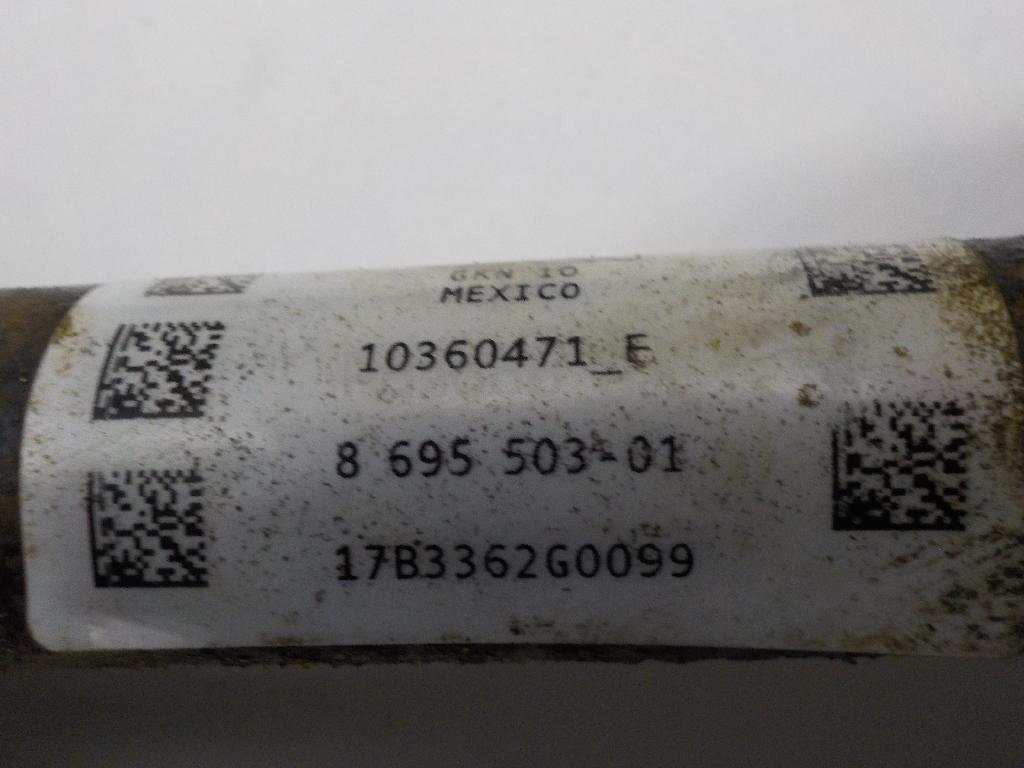 GKN 10
MEXICO
10360471_E
8 695 503-01
17B3362G0099